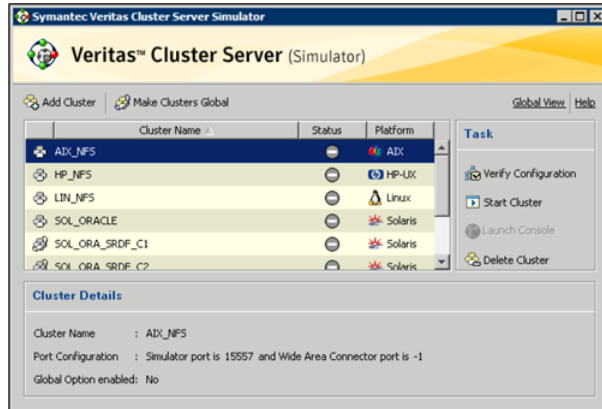 Symantec Veritas Cluster Server Simulator
Veritas™ Cluster Server (Simulator)
Add Cluster Make Clusters Global Global View Help
Cluster Name Status Platform
AIX_NFS AIX
HP_NFS HP-UX
LIN_NFS Linux
SOL_ORACLE Solaris
SOL_ORA_SRDF_C1 Solaris
SOL_ORA_SRDF_C2 Solaris
Task
Verify Configuration
Start Cluster
Launch Console
Delete Cluster
Cluster Details
Cluster Name : AIX_NFS
Port Configuration : Simulator port is 15557 and Wide Area Connector port is -1
Global Option enabled: No